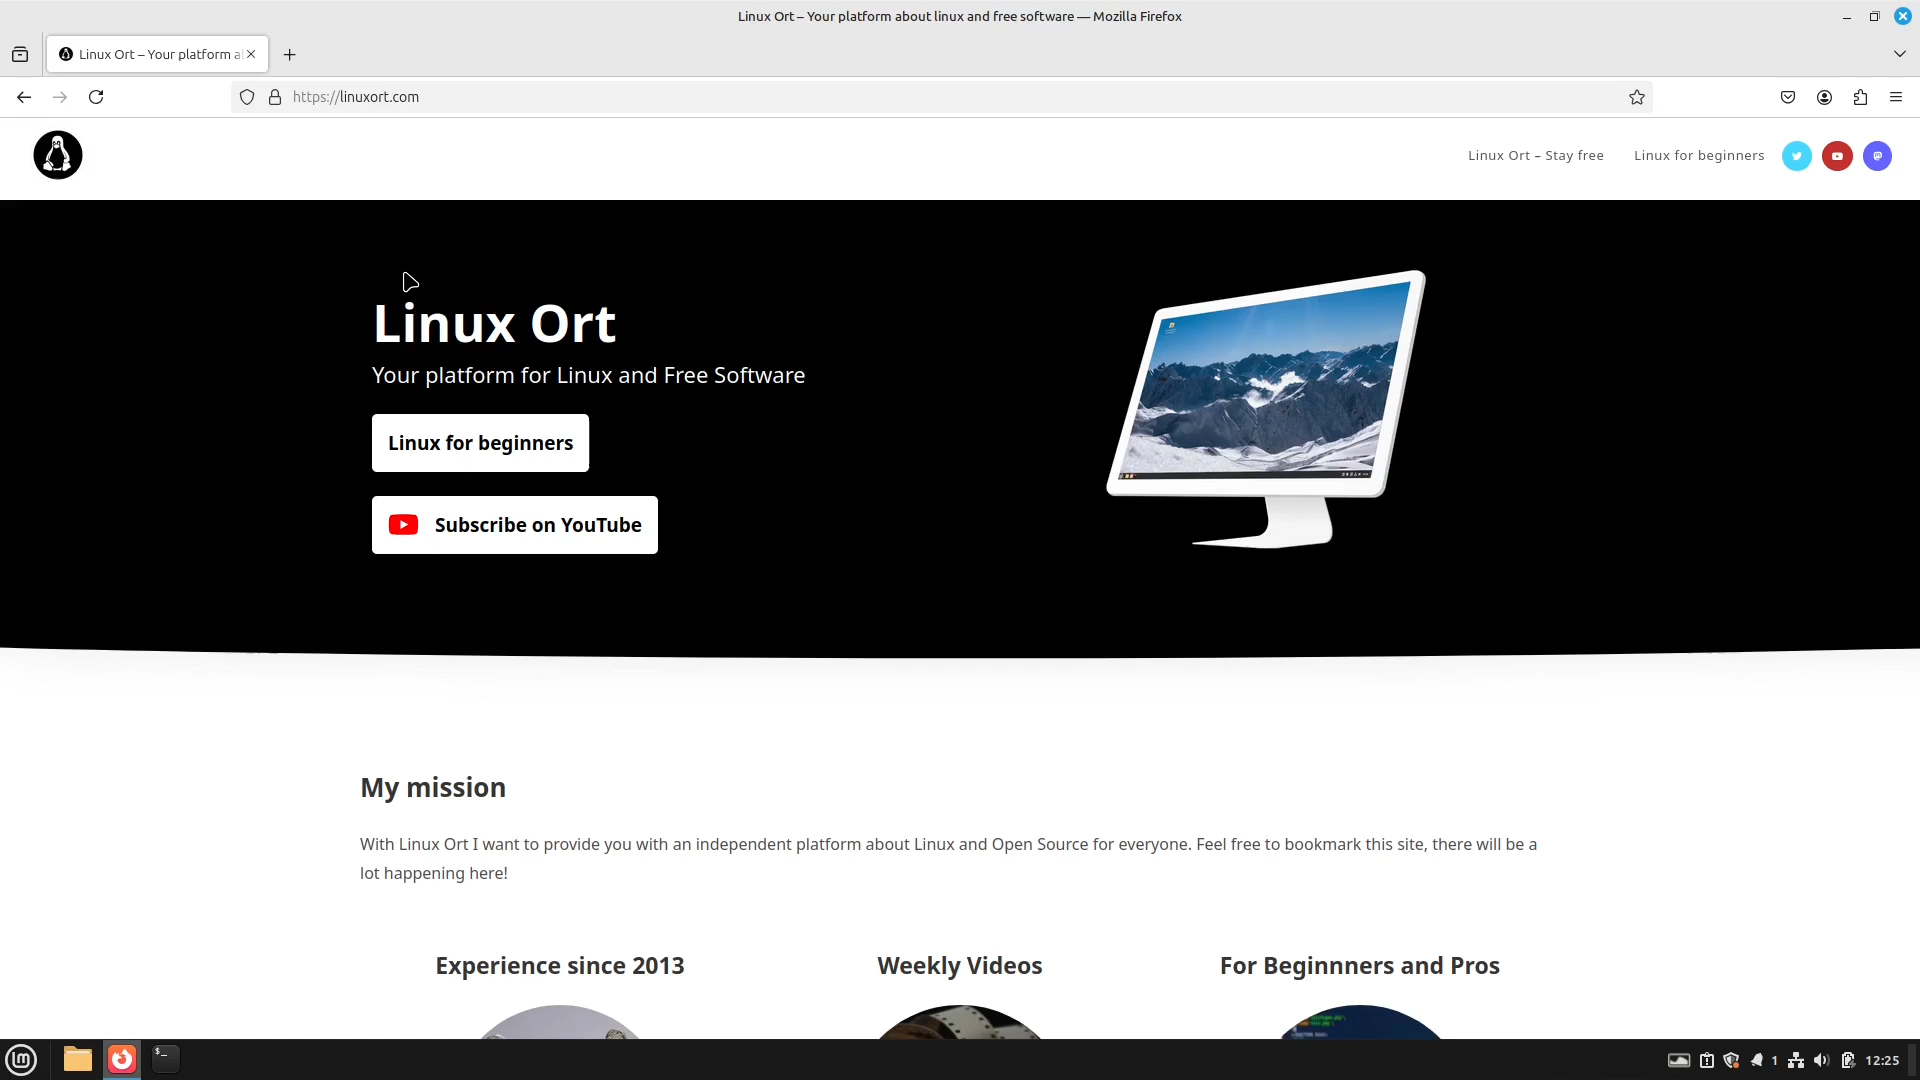 Linux Ort – Your platform about linux and free software — Mozilla Firefox
Linux Ort – Your platform a
https://linuxort.com
Linux Ort – Stay free
Linux for beginners
Linux Ort
Your platform for Linux and Free Software
Linux for beginners
Subscribe on YouTube
My mission
With Linux Ort I want to provide you with an independent platform about Linux and Open Source for everyone. Feel free to bookmark this site, there will be a
lot happening here!
Experience since 2013
Weekly Videos
For Beginnners and Pros
1
12:25